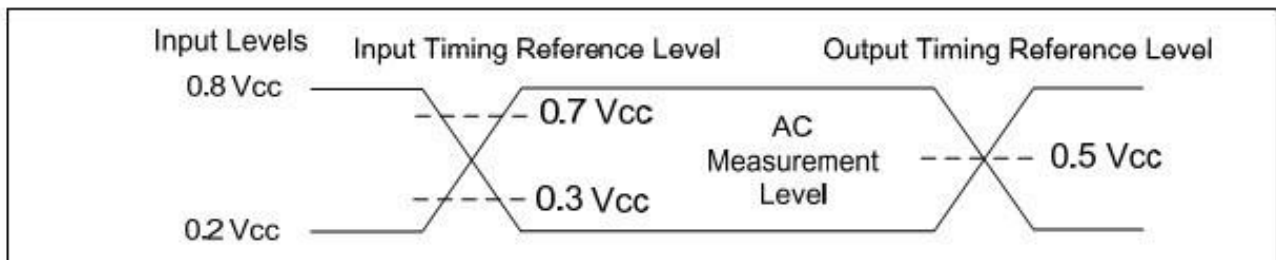 Input Levels
Input Timing Reference Level
Output Timing Reference Level
0.8 Vcc
0.7 Vcc
AC
Measurement
Level
0.5 Vcc
0.3 Vcc
0.2 Vcc